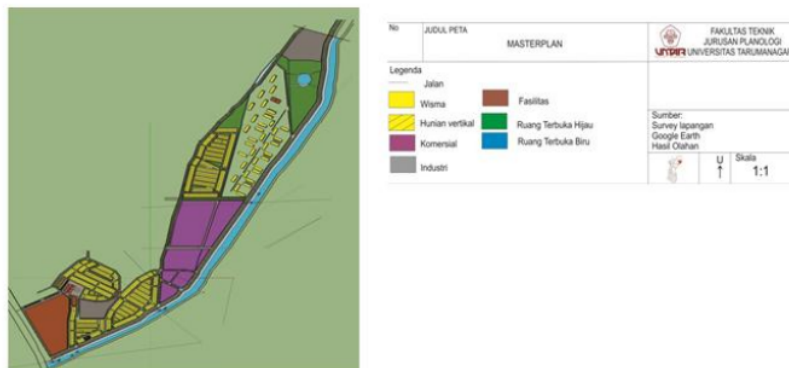 No
JUDUL PETA
MASTERPLAN
UNTAR
FAKULTAS TEKNIK
JURUSAN PLANOLOGI
UNIVERSITAS TARUMANAGAR
Legenda
Jalan
Wisma
Fasilitas
Hunian vertikal
Ruang Terbuka Hijau
Komersial
Ruang Terbuka Biru
Industri
Sumber:
Survey lapangan
Google Earth
Hasil Olahan
U
Skala
1:1